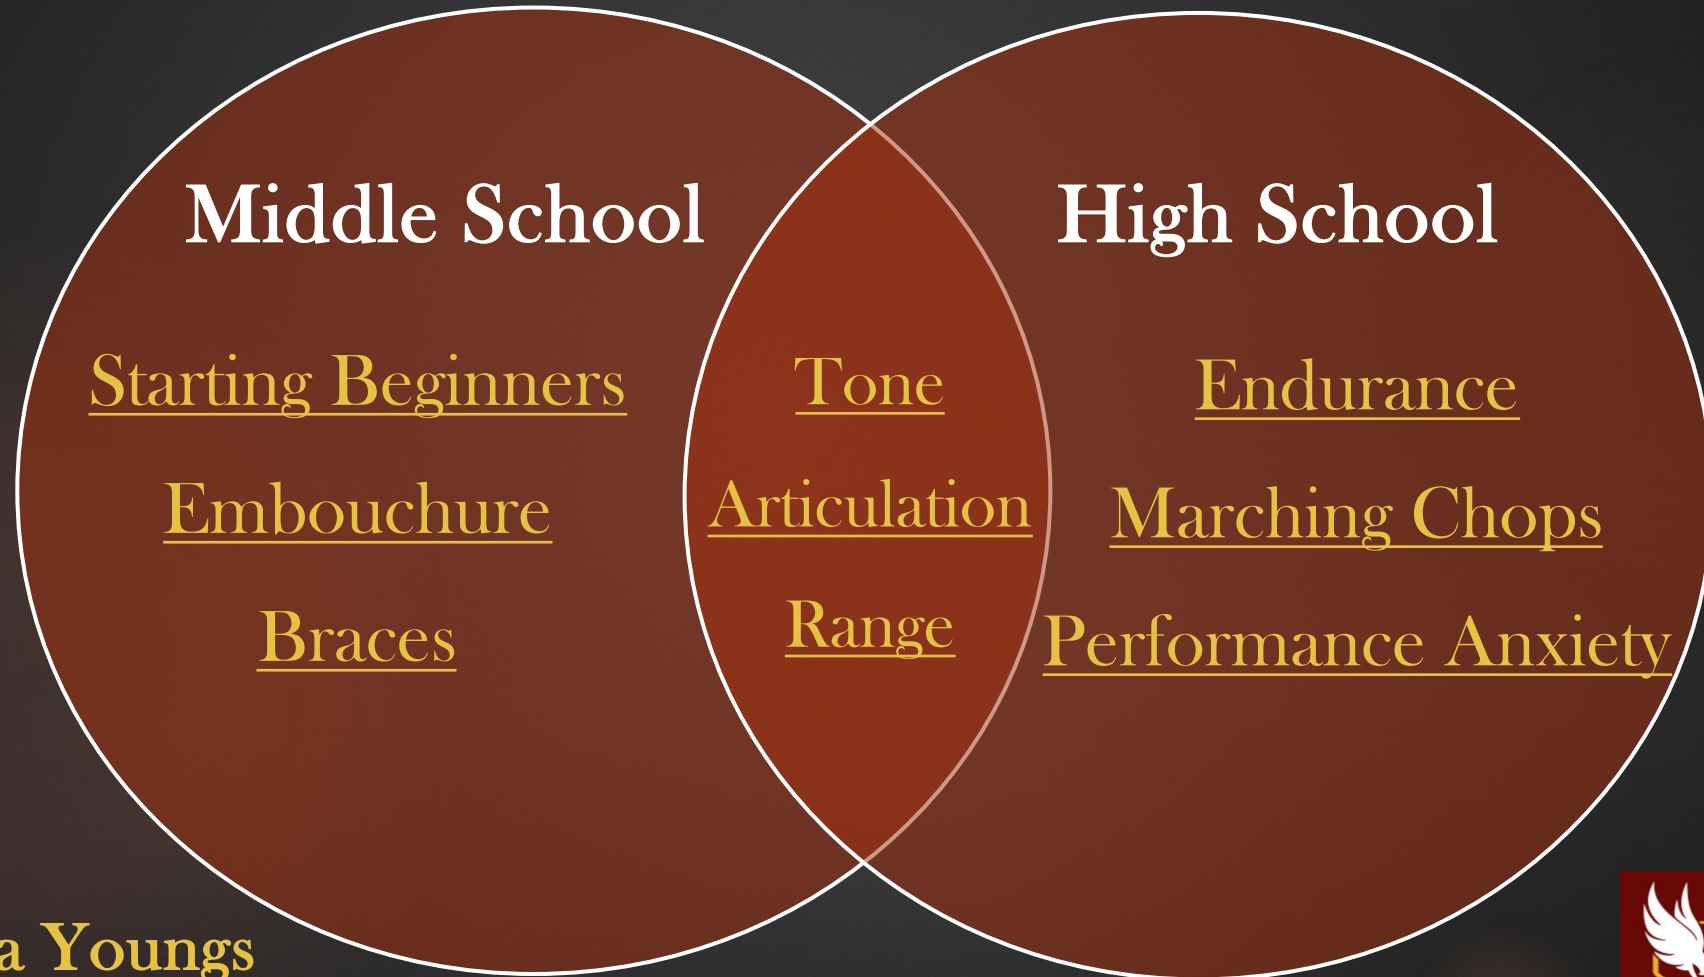 Middle School
High School
Starting Beginners
Tone
Endurance
Embouchure
Articulation
Marching Chops
Braces
Range
Performance Anxiety
a Youngs